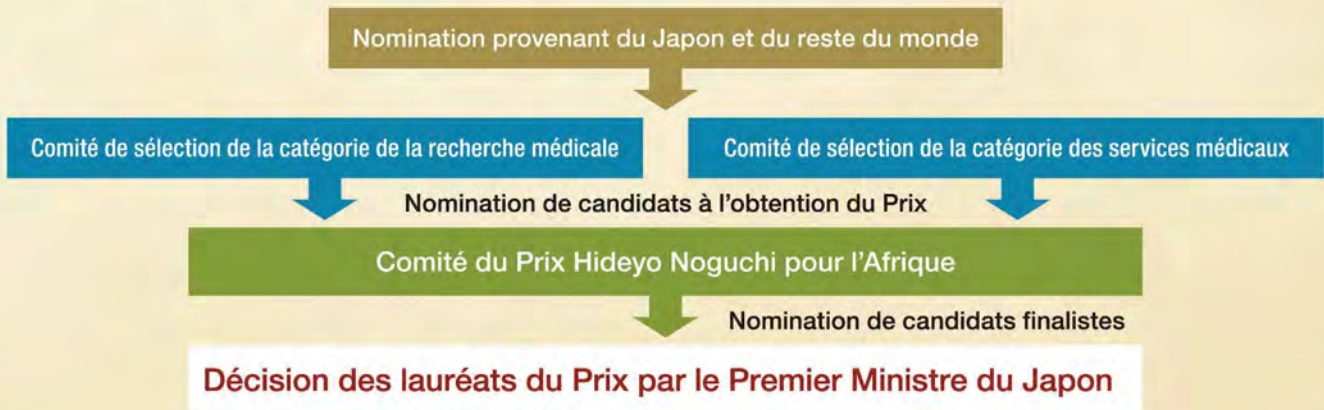 Nomination provenant du Japon et du reste du monde
Comité de sélection de la catégorie de la recherche médicale
Comité de sélection de la catégorie des services médicaux
Nomination de candidats à l'obtention du Prix
Comité du Prix Hideyo Noguchi pour l'Afrique
Nomination de candidats finalistes
Décision des lauréats du Prix par le Premier Ministre du Japon